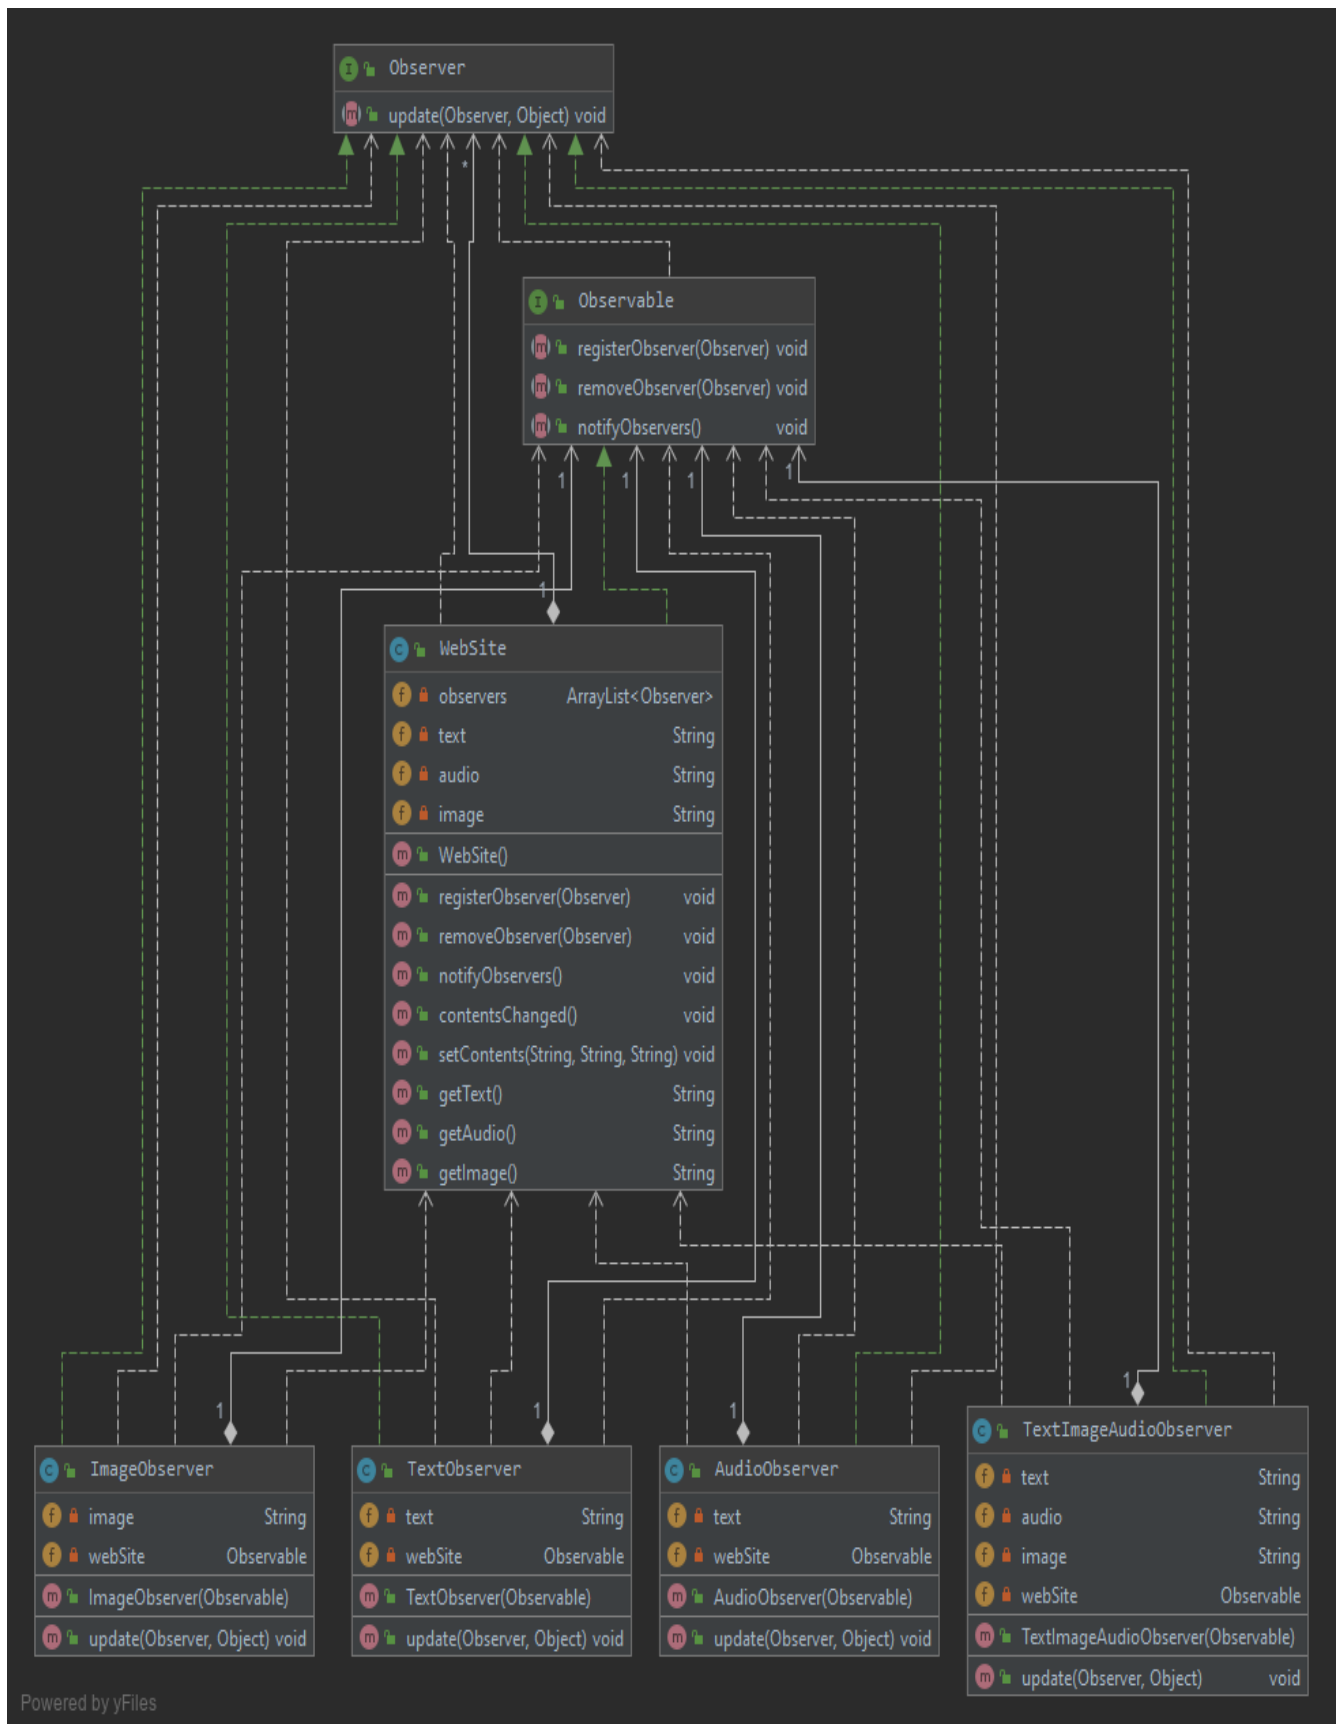 Observer
update(Observer, Object) void
*
Observable
registerObserver(Observer) void
removeObserver(Observer) void
notifyObservers() void
1 1 1 1
1
WebSite
observers ArrayList<Observer>
text String
audio String
image String
WebSite()
registerObserver(Observer) void
removeObserver(Observer) void
notifyObservers() void
contentsChanged() void
setContents(String, String, String) void
getText() String
getAudio() String
getImage() String
1 1 1 1
ImageObserver
image String
webSite Observable
ImageObserver(Observable)
update(Observer, Object) void
TextObserver
text String
webSite Observable
TextObserver(Observable)
update(Observer, Object) void
AudioObserver
text String
webSite Observable
AudioObserver(Observable)
update(Observer, Object) void
TextImageAudioObserver
text String
audio String
image String
webSite Observable
TextImageAudioObserver(Observable)
update(Observer, Object) void
Powered by yFiles